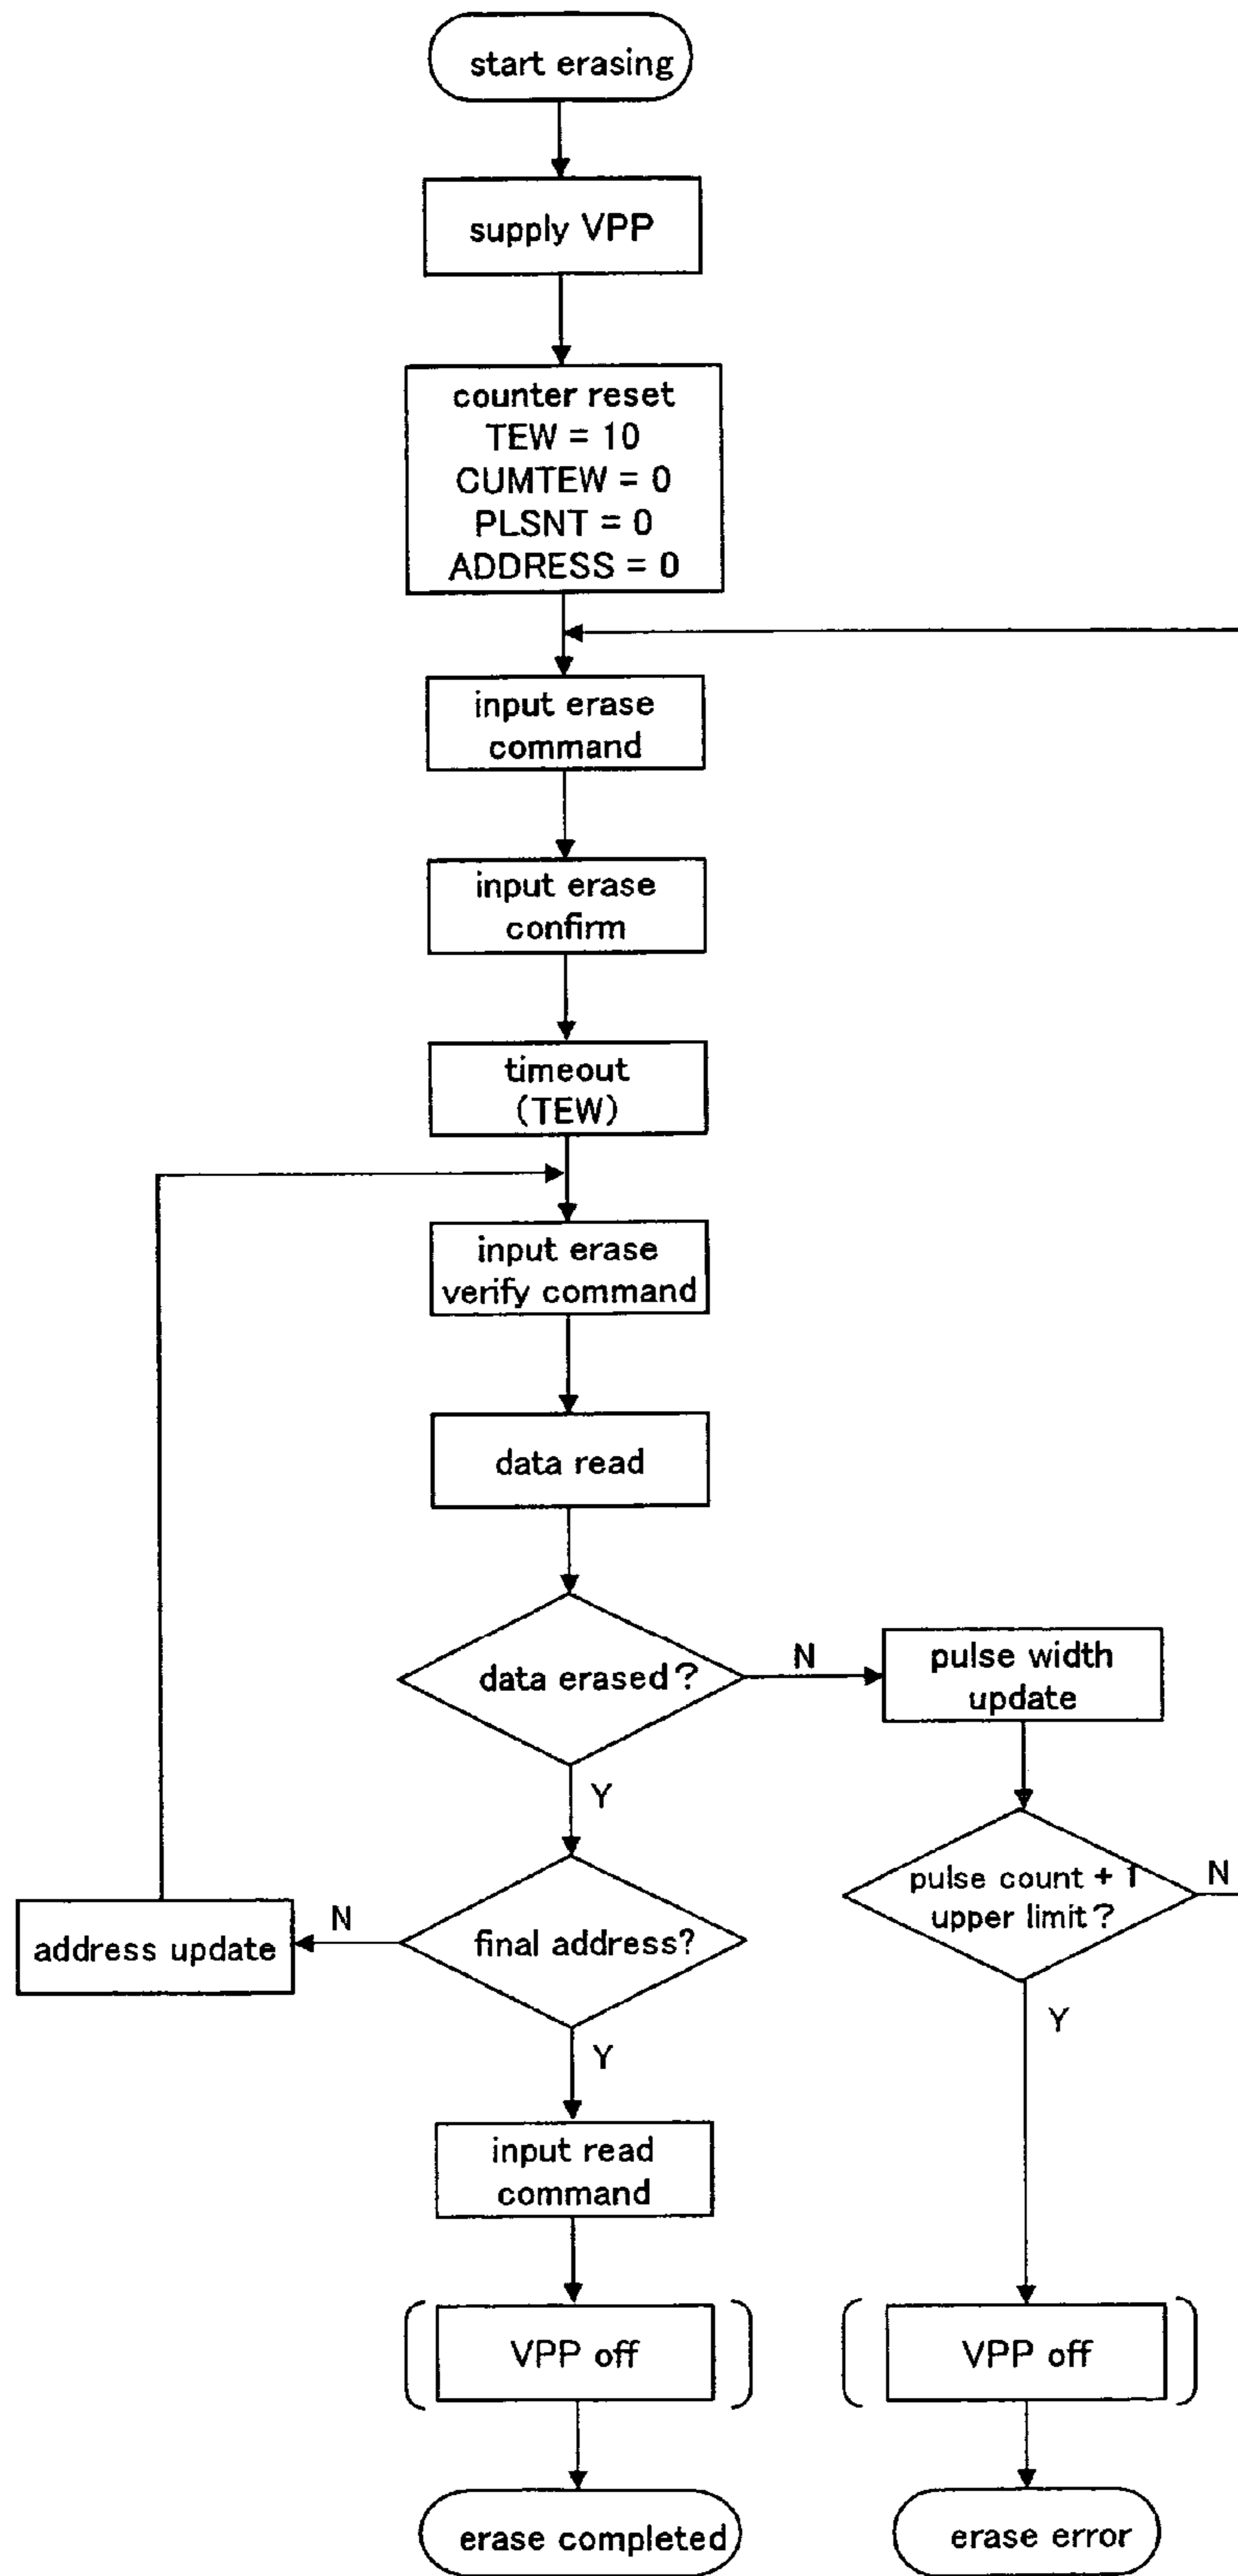 start erasing
supply VPP
counter reset
TEW = 10
CUMTEW = 0
PLSNT = 0
ADDRESS = 0
input erase
command
input erase
confirm
timeout
(TEW)
input erase
verify command
data read
data erased?
N
pulse width
update
Y
pulse count + 1
upper limit?
N
final address?
N
address update
Y
Y
input read
command
VPP off
VPP off
erase completed
erase error